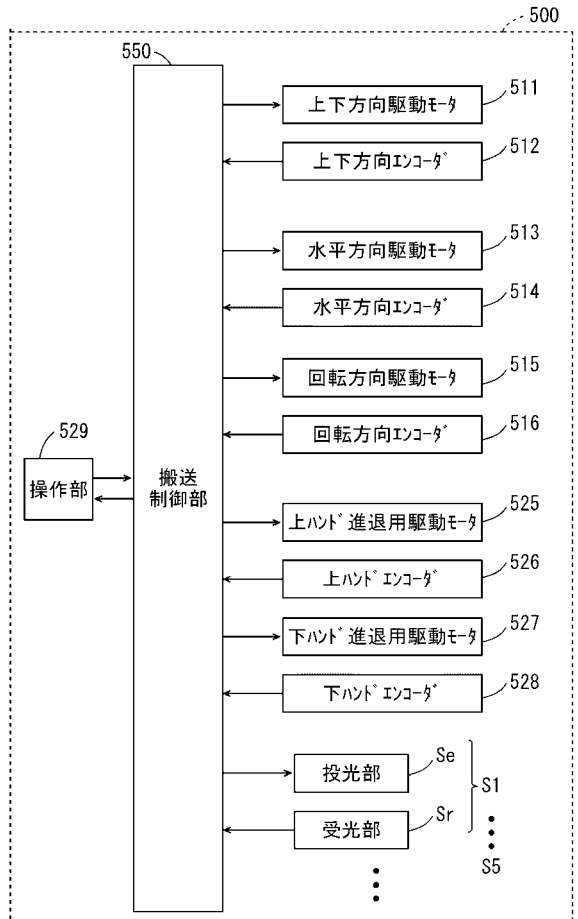 500
550
上下方向駆動ﾓｰﾀ
511
上下方向ｴﾝｺｰﾀﾞ
512
水平方向駆動ﾓｰﾀ
513
水平方向ｴﾝｺｰﾀﾞ
514
回転方向駆動ﾓｰﾀ
515
回転方向ｴﾝｺｰﾀﾞ
516
529
操作部
搬送
制御部
上ﾊﾝﾄﾞ進退用駆動ﾓｰﾀ
525
上ﾊﾝﾄﾞｴﾝｺｰﾀﾞ
526
下ﾊﾝﾄﾞ進退用駆動ﾓｰﾀ
527
下ﾊﾝﾄﾞｴﾝｺｰﾀﾞ
528
投光部
Se
受光部
Sr
S1
S5